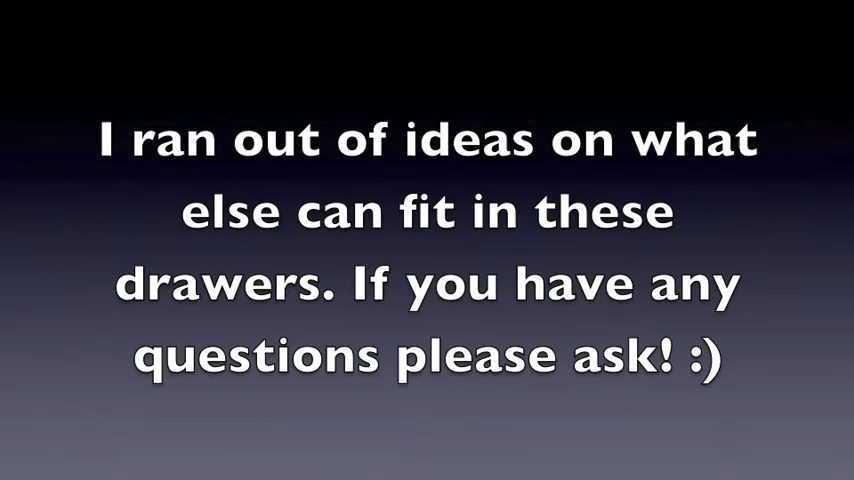 I ran out of ideas on what
else can fit in these
drawers. If you have any
questions please ask! :)